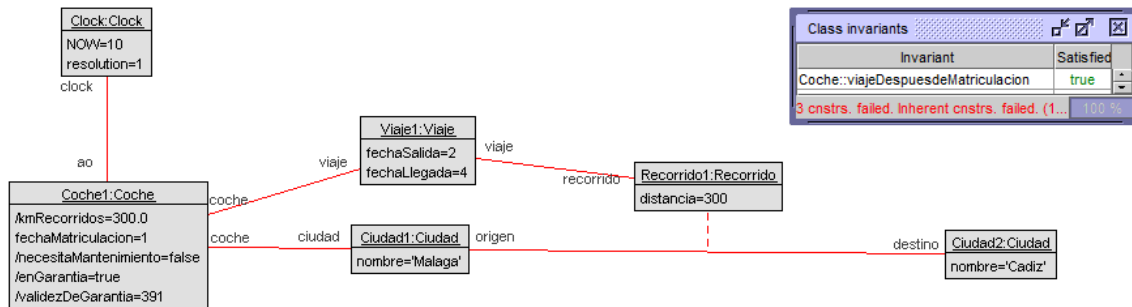 Clock:Clock
NOW=10
resolution=1
clock
ao
Class invariants
Invariant Satisfied
Coche::viajeDespuesdeMatriculacion true
3 cnstrs. failed. Inherent cnstrs. failed. (1... 100 %
Viaje1:Viaje
fechaSalida=2
fechaLlegada=4
viaje
viaje
recorrido
Recorrido1:Recorrido
distancia=300
Coche1:Coche
/kmRecorridos=300.0
fechaMatriculacion=1
/necesitaMantenimiento=false
/enGarantia=true
/validezDeGarantia=391
coche
coche
ciudad
Ciudad1:Ciudad
nombre='Malaga'
origen
destino
Ciudad2:Ciudad
nombre='Cadiz'